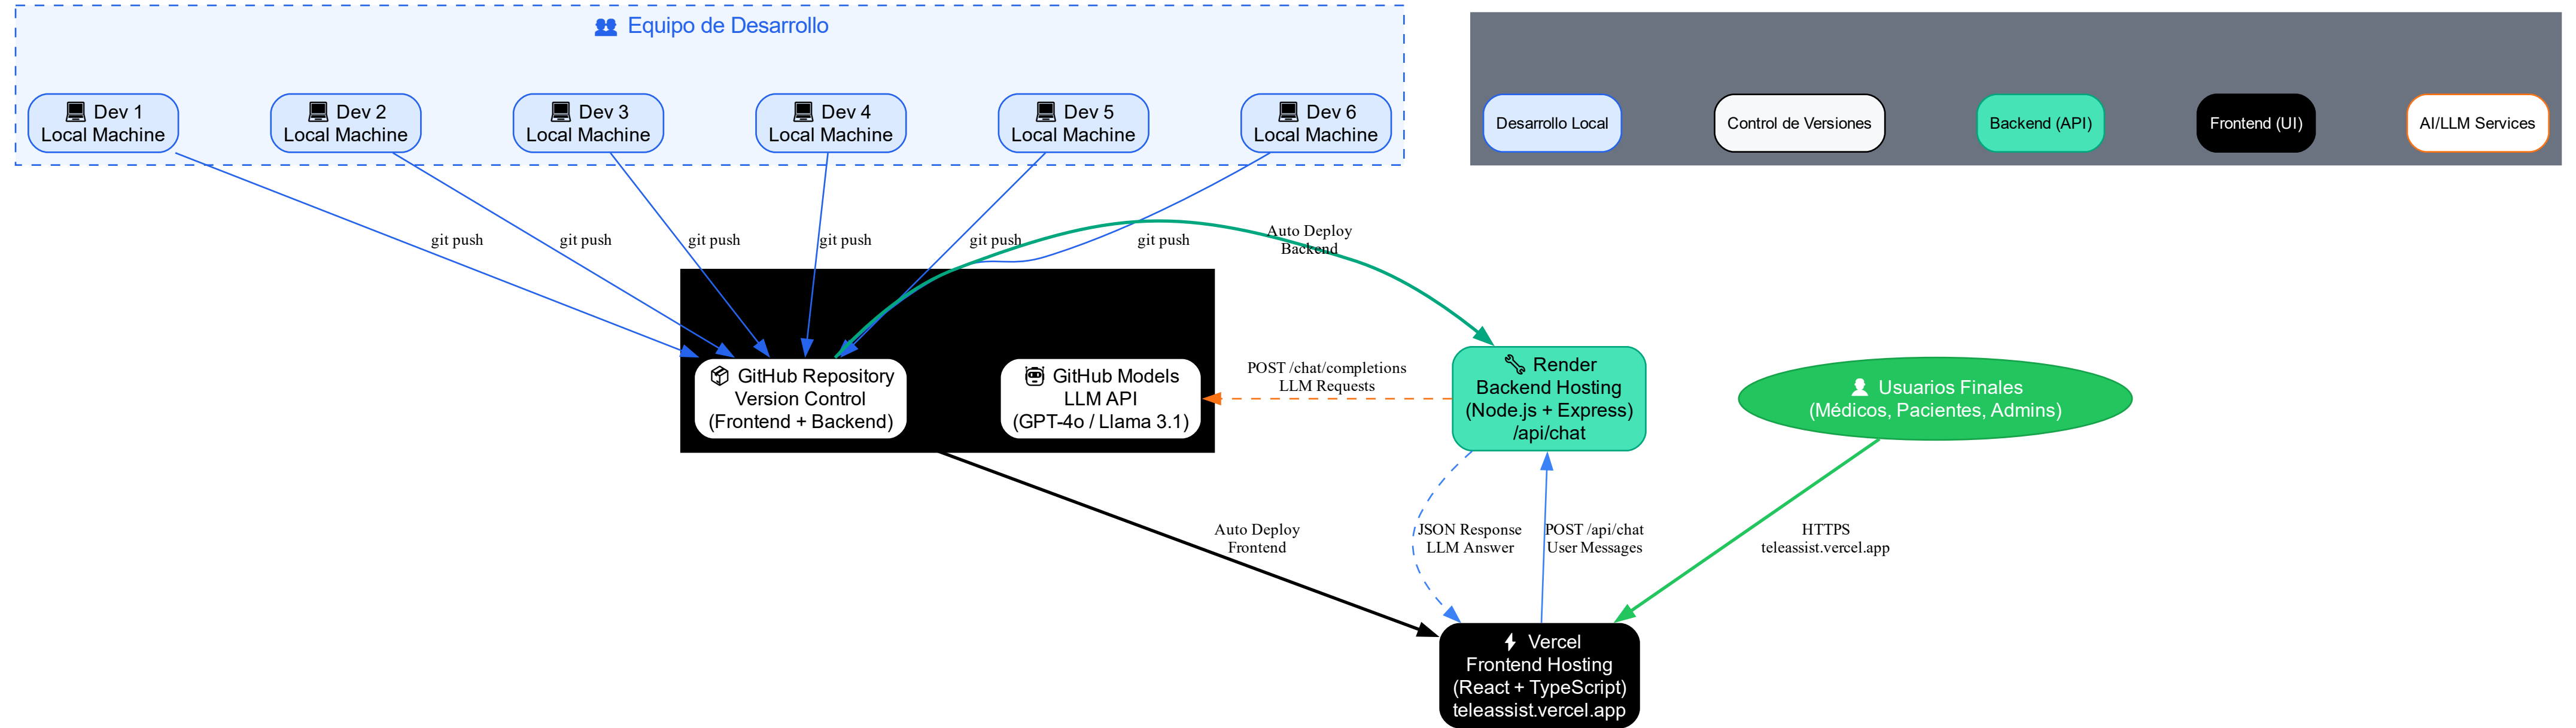 Equipo de Desarrollo
Dev 1
Local Machine
Dev 2
Local Machine
Dev 3
Local Machine
Dev 4
Local Machine
Dev 5
Local Machine
Dev 6
Local Machine
Desarrollo Local
Control de Versiones
Backend (API)
Frontend (UI)
AI/LLM Services
git push
git push
git push
git push
git push
git push
Auto Deploy
Backend
GitHub Repository
Version Control
(Frontend + Backend)
GitHub Models
LLM API
(GPT-4o / Llama 3.1)
POST /chat/completions
LLM Requests
Render
Backend Hosting
(Node.js + Express)
/api/chat
Usuarios Finales
(Médicos, Pacientes, Admins)
Auto Deploy
Frontend
JSON Response
LLM Answer
POST /api/chat
User Messages
HTTPS
teleassist.vercel.app
Vercel
Frontend Hosting
(React + TypeScript)
teleassist.vercel.app